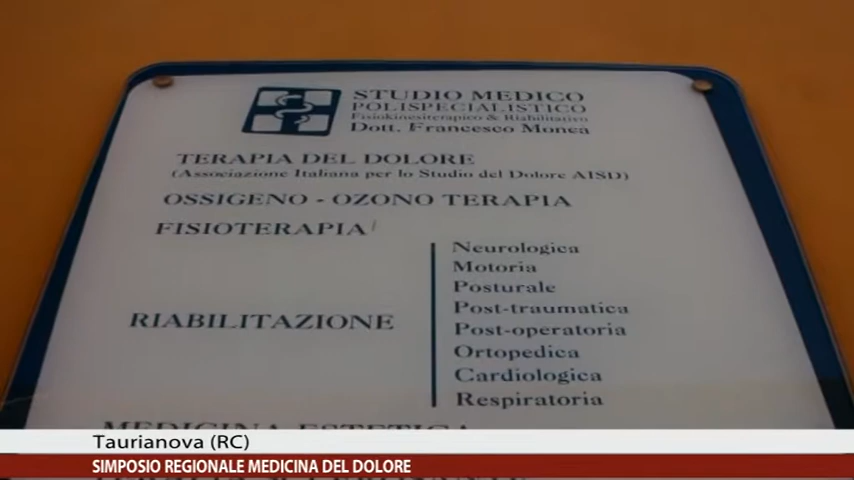 STUDIO MEDICO
POLISPECIALISTICO
Fisiokinesiterapico & Riabilitativo
Dott. Francesco Monea
TERAPIA DEL DOLORE
(Associazione Italiana per lo Studio del Dolore AISD)
OSSIGENO - OZONO TERAPIA
FISIOTERAPIA
RIABILITAZIONE
Neurologica
Motoria
Posturale
Post-traumatica
Post-operatoria
Ortopedica
Cardiologica
Respiratoria
MEDICINA ESTETICA
Taurianova (RC)
SIMPOSIO REGIONALE MEDICINA DEL DOLORE